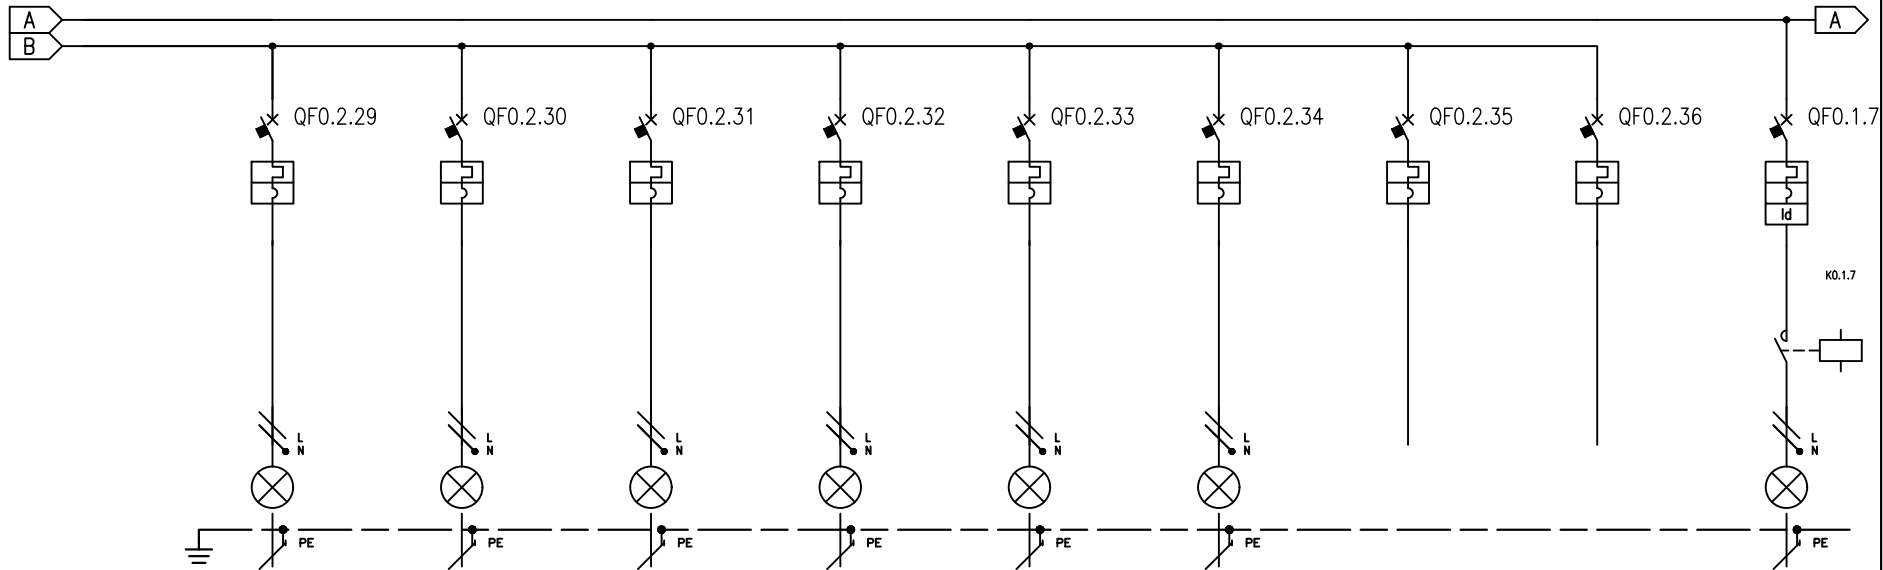 A
A
B
QF0.2.29 QF0.2.30 QF0.2.31 QF0.2.32 QF0.2.33 QF0.2.34 QF0.2.35 QF0.2.36 QF0.1.7
Id
K0.1.7
L L L L L L L
N N N N N N N
PE PE PE PE PE PE PE